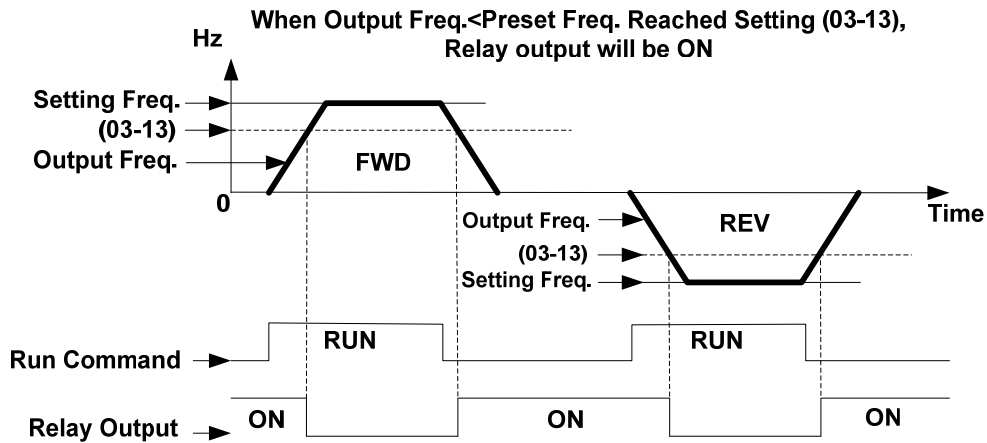 When Output Freq.<Preset Freq. Reached Setting (03-13),
Relay output will be ON
Hz
Setting Freq.
(03-13)
Output Freq.
FWD
0
Time
Output Freq.
REV
(03-13)
Setting Freq.
RUN
RUN
Run Command
ON
ON
ON
Relay Output